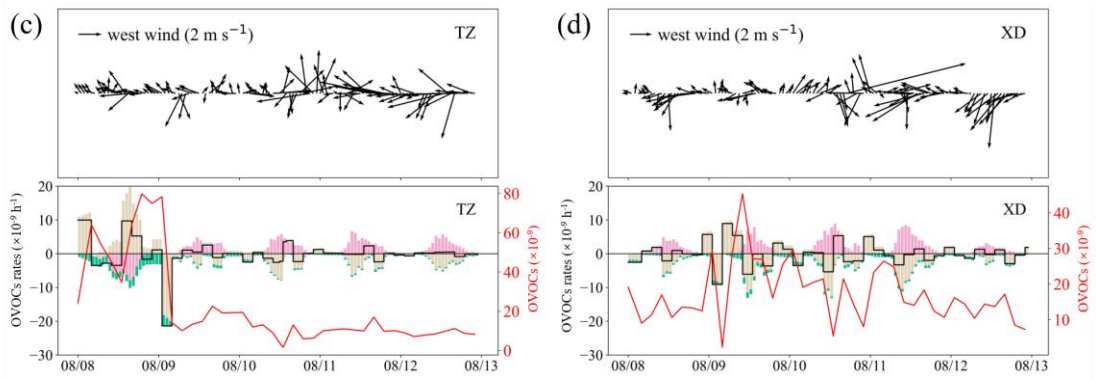 (c)
west wind (2 m s⁻¹)
TZ
OVOCs rates (×10⁻⁹ h⁻¹)
20
10
0
−10
−20
−30
TZ
80
60
40
20
0
OVOCs (×10⁻⁹)
08/08 08/09 08/10 08/11 08/12 08/13
(d)
west wind (2 m s⁻¹)
XD
OVOCs rates (×10⁻⁹ h⁻¹)
20
10
0
−10
−20
−30
XD
40
30
20
10
OVOCs (×10⁻⁹)
08/08 08/09 08/10 08/11 08/12 08/13